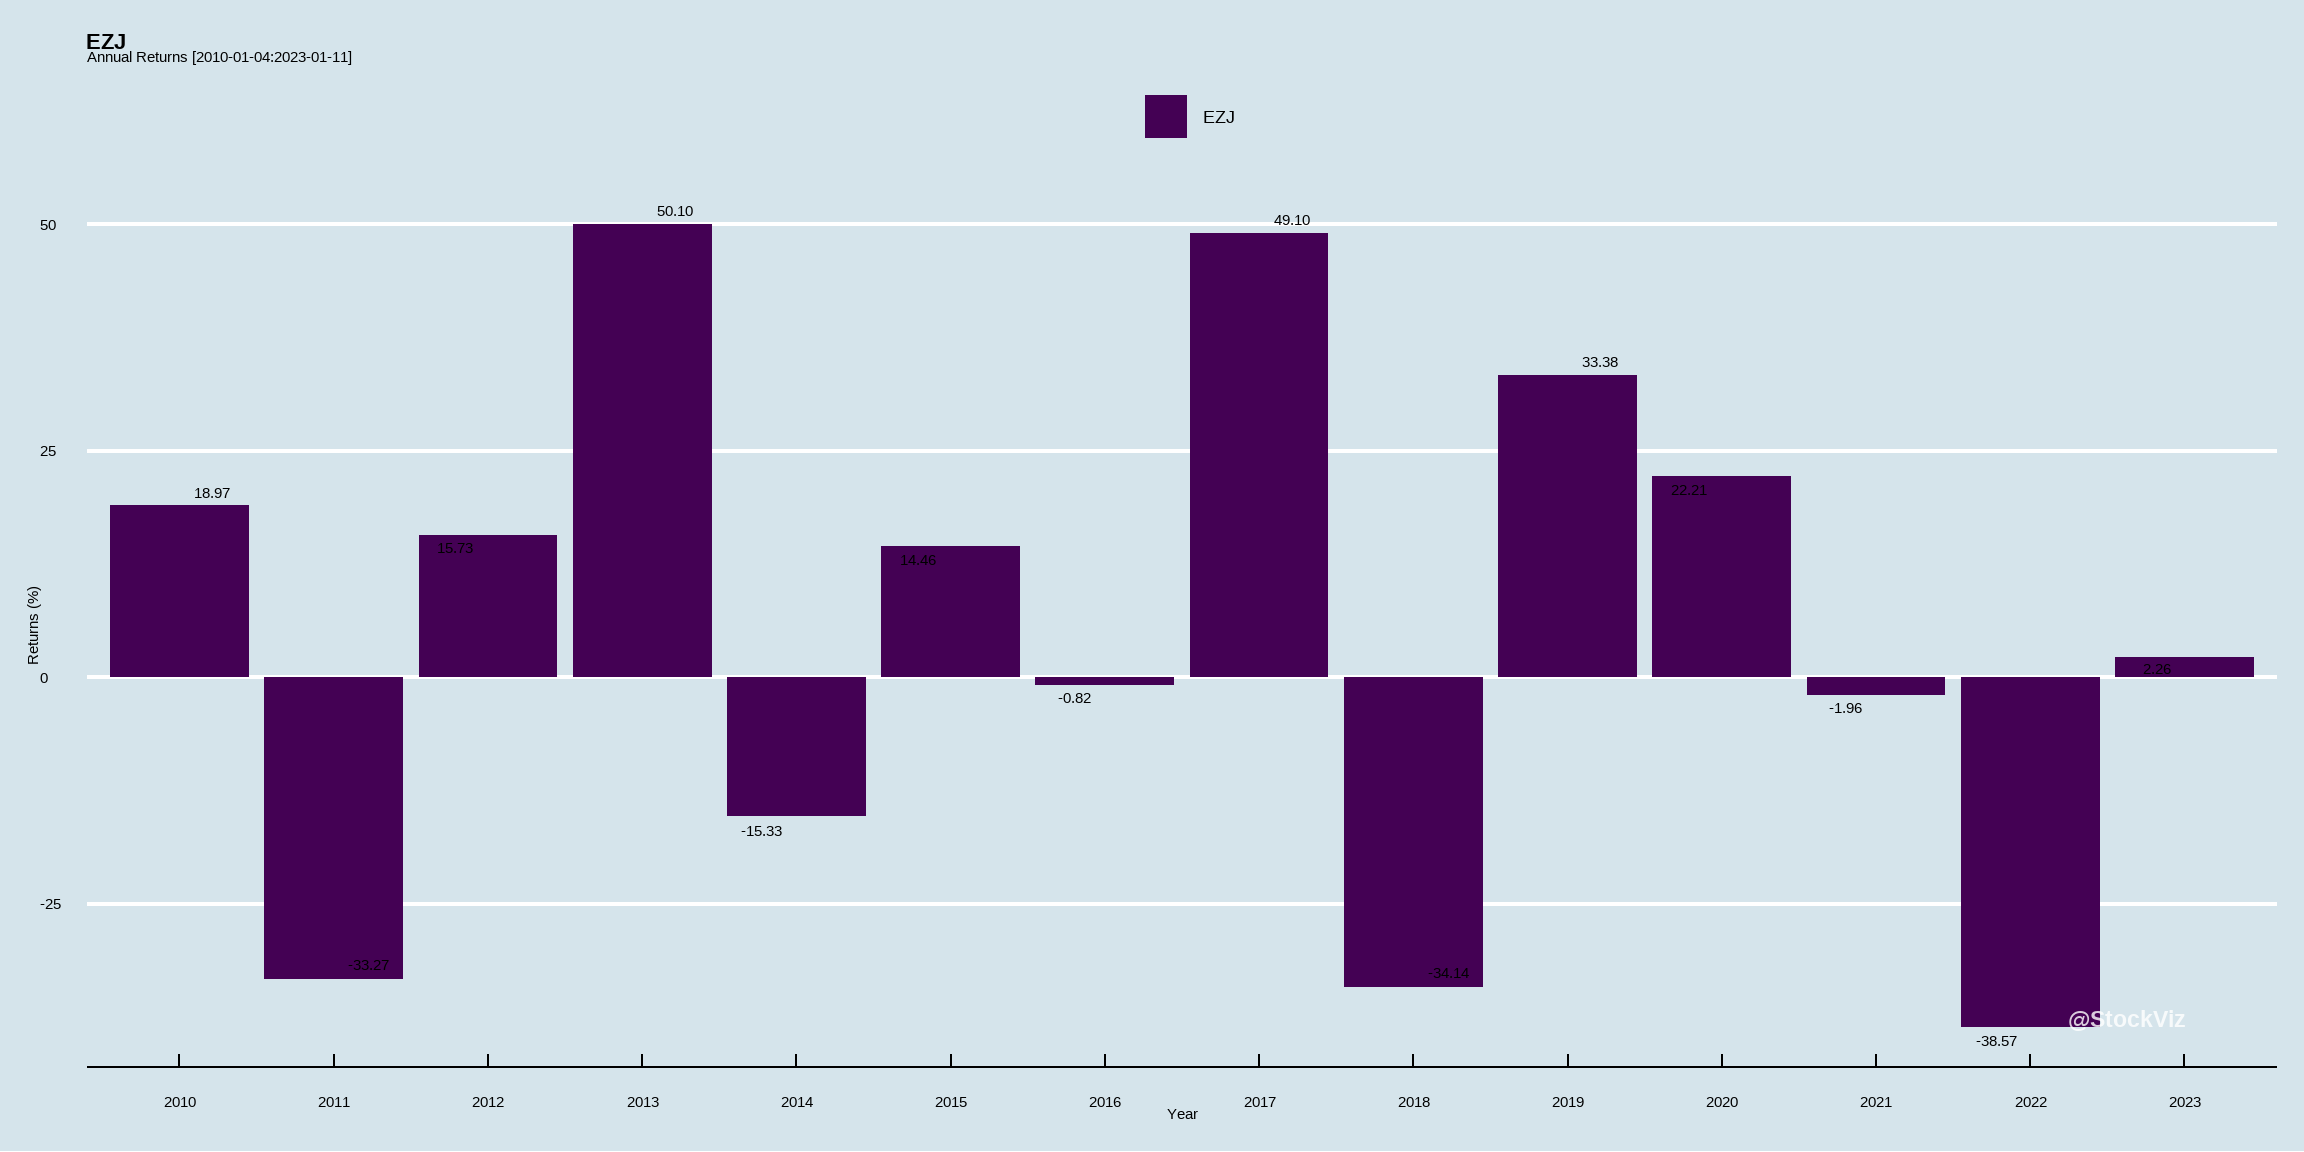 EZJ
Annual Returns [2010-01-04:2023-01-11]
EZJ
50
25
0
-25
Returns (%)
18.97
-33.27
15.73
50.10
-15.33
14.46
-0.82
49.10
-34.14
33.38
22.21
-1.96
-38.57
2.26
@StockViz
2010 2011 2012 2013 2014 2015 2016 2017 2018 2019 2020 2021 2022 2023
Year